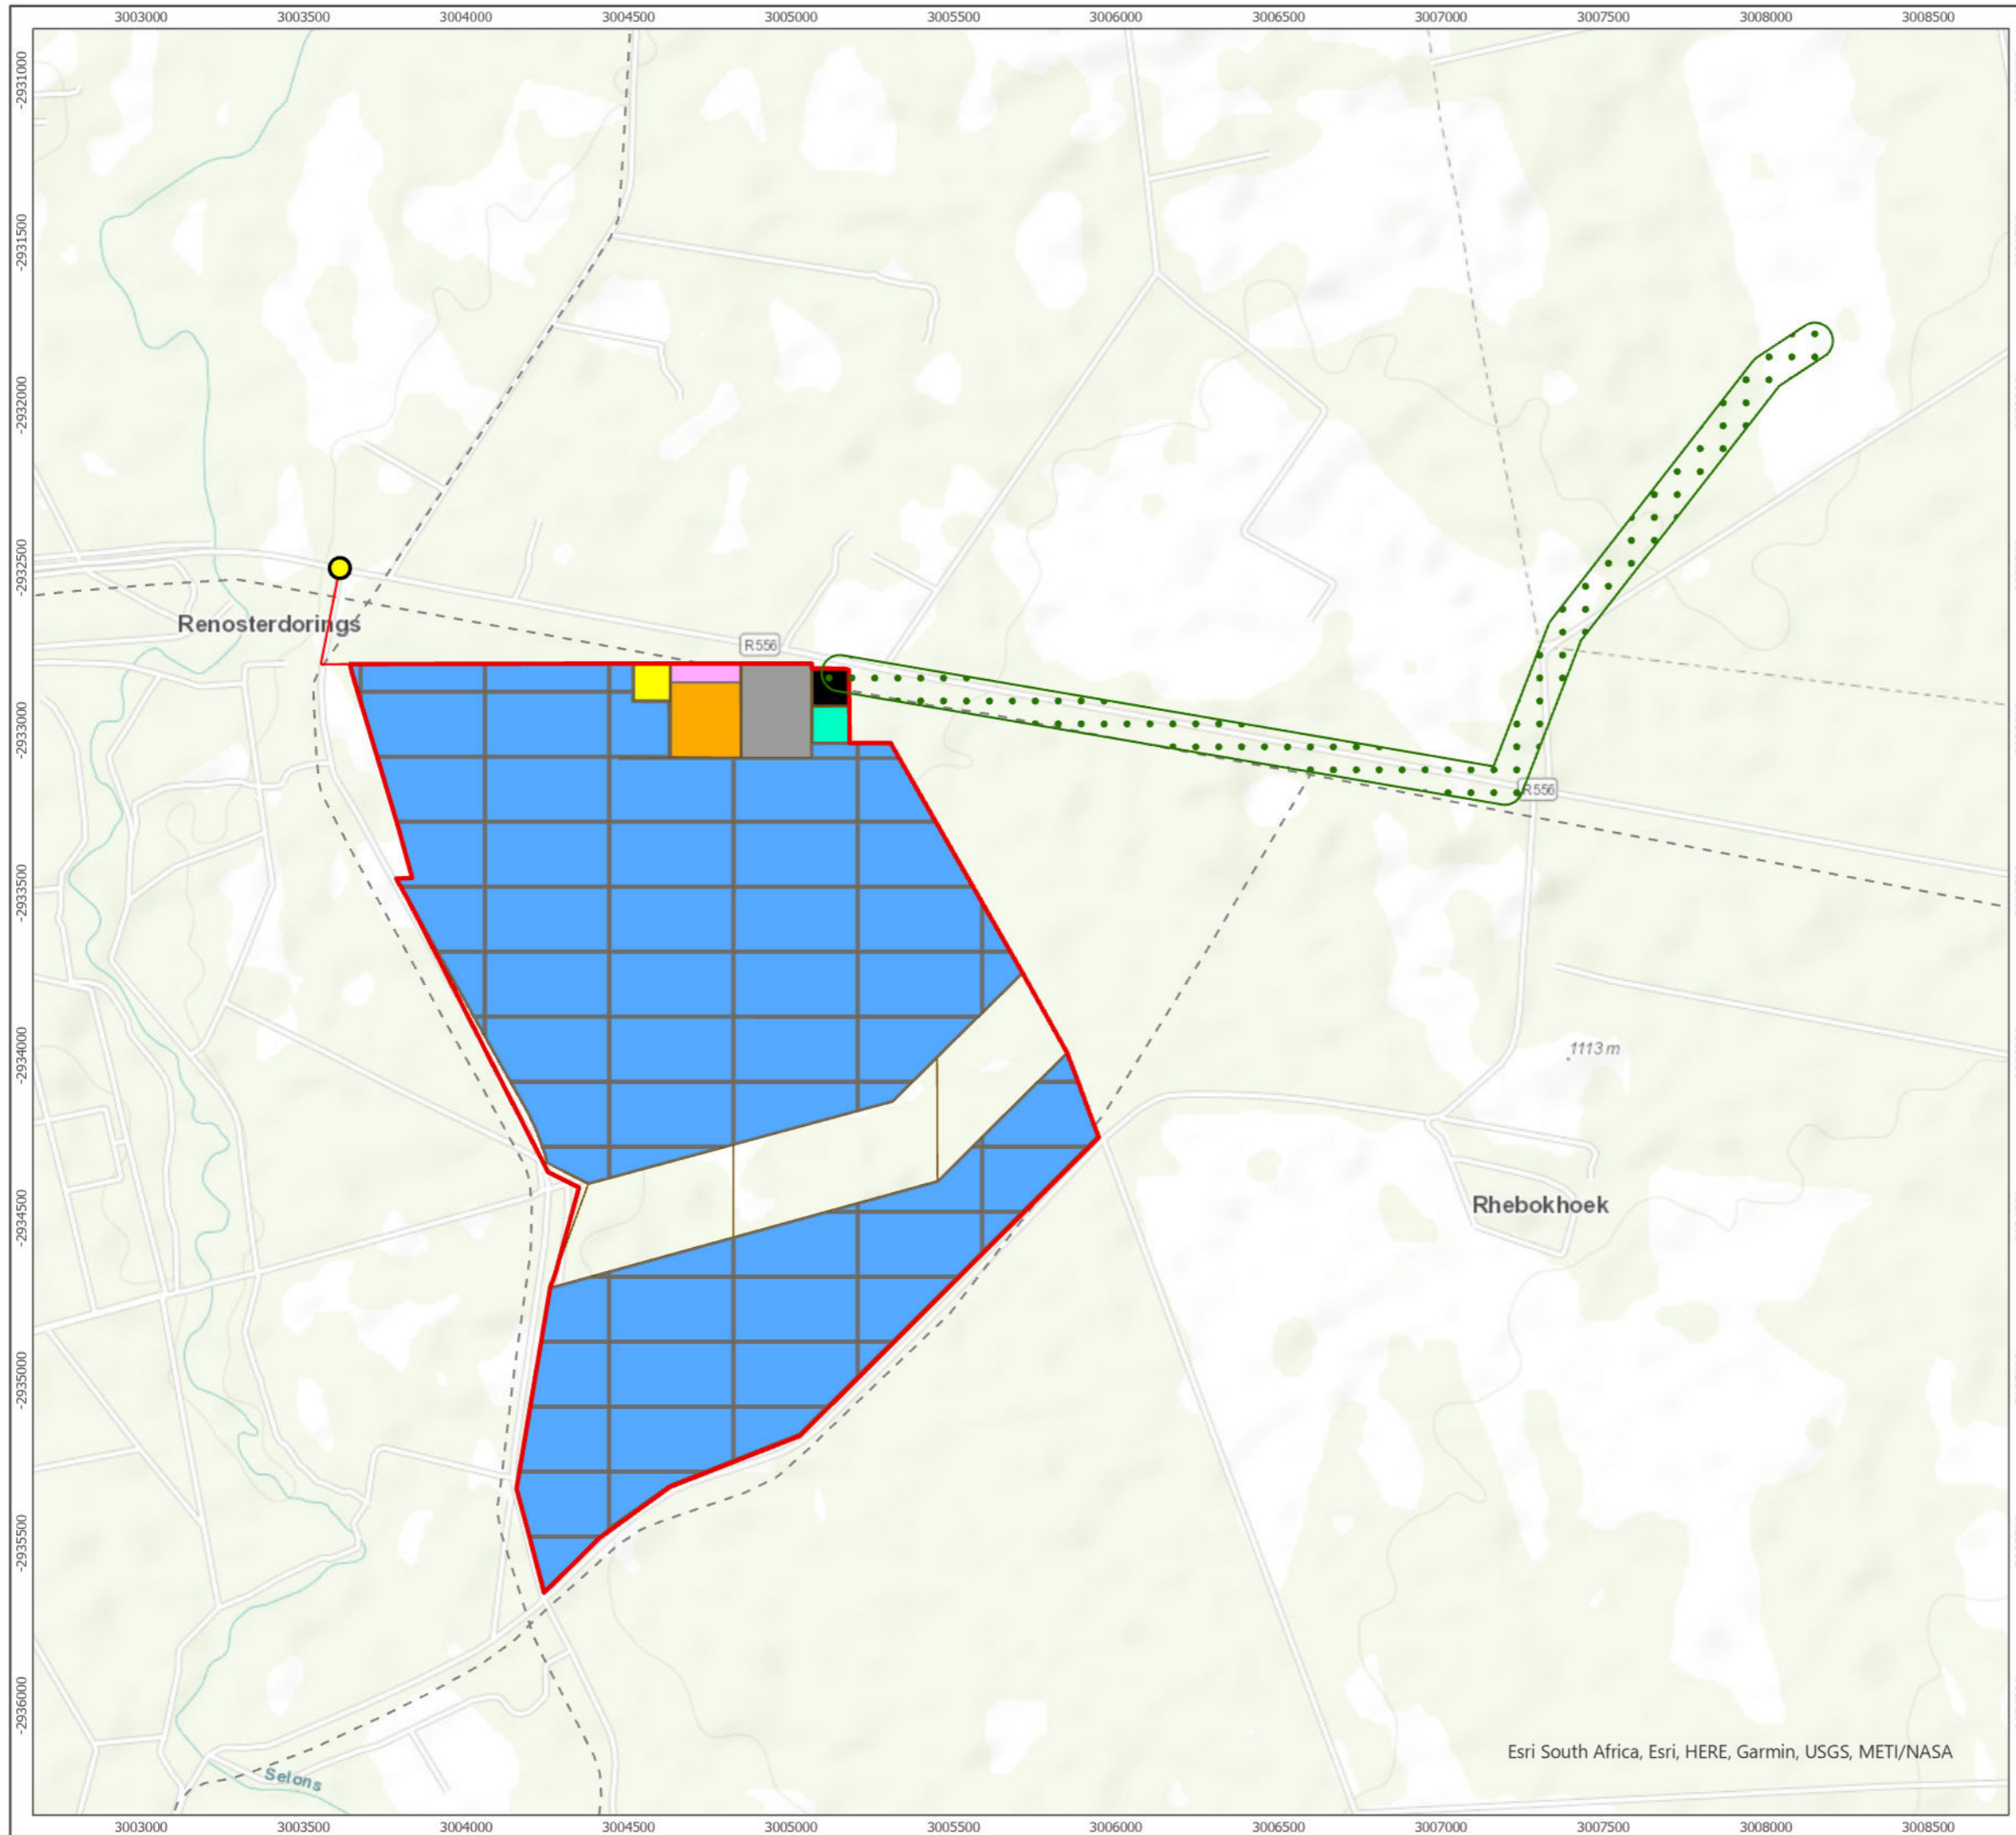 3003000 3003500 3004000 3004500 3005000 3005500 3006000 3006500 3007000 3007500 3008000 3008500
-2931000
-2931500
-2932000
-2932500
Renosterdorings
R556
-2933000
R556
-2933500
-2934000
1113 m
-2934500
Rhebokhoek
-2935000
-2935500
-2936000
Esri South Africa, Esri, HERE, Garmin, USGS, METI/NASA
Selons
3003000 3003500 3004000 3004500 3005000 3005500 3006000 3006500 3007000 3007500 3008000 3008500